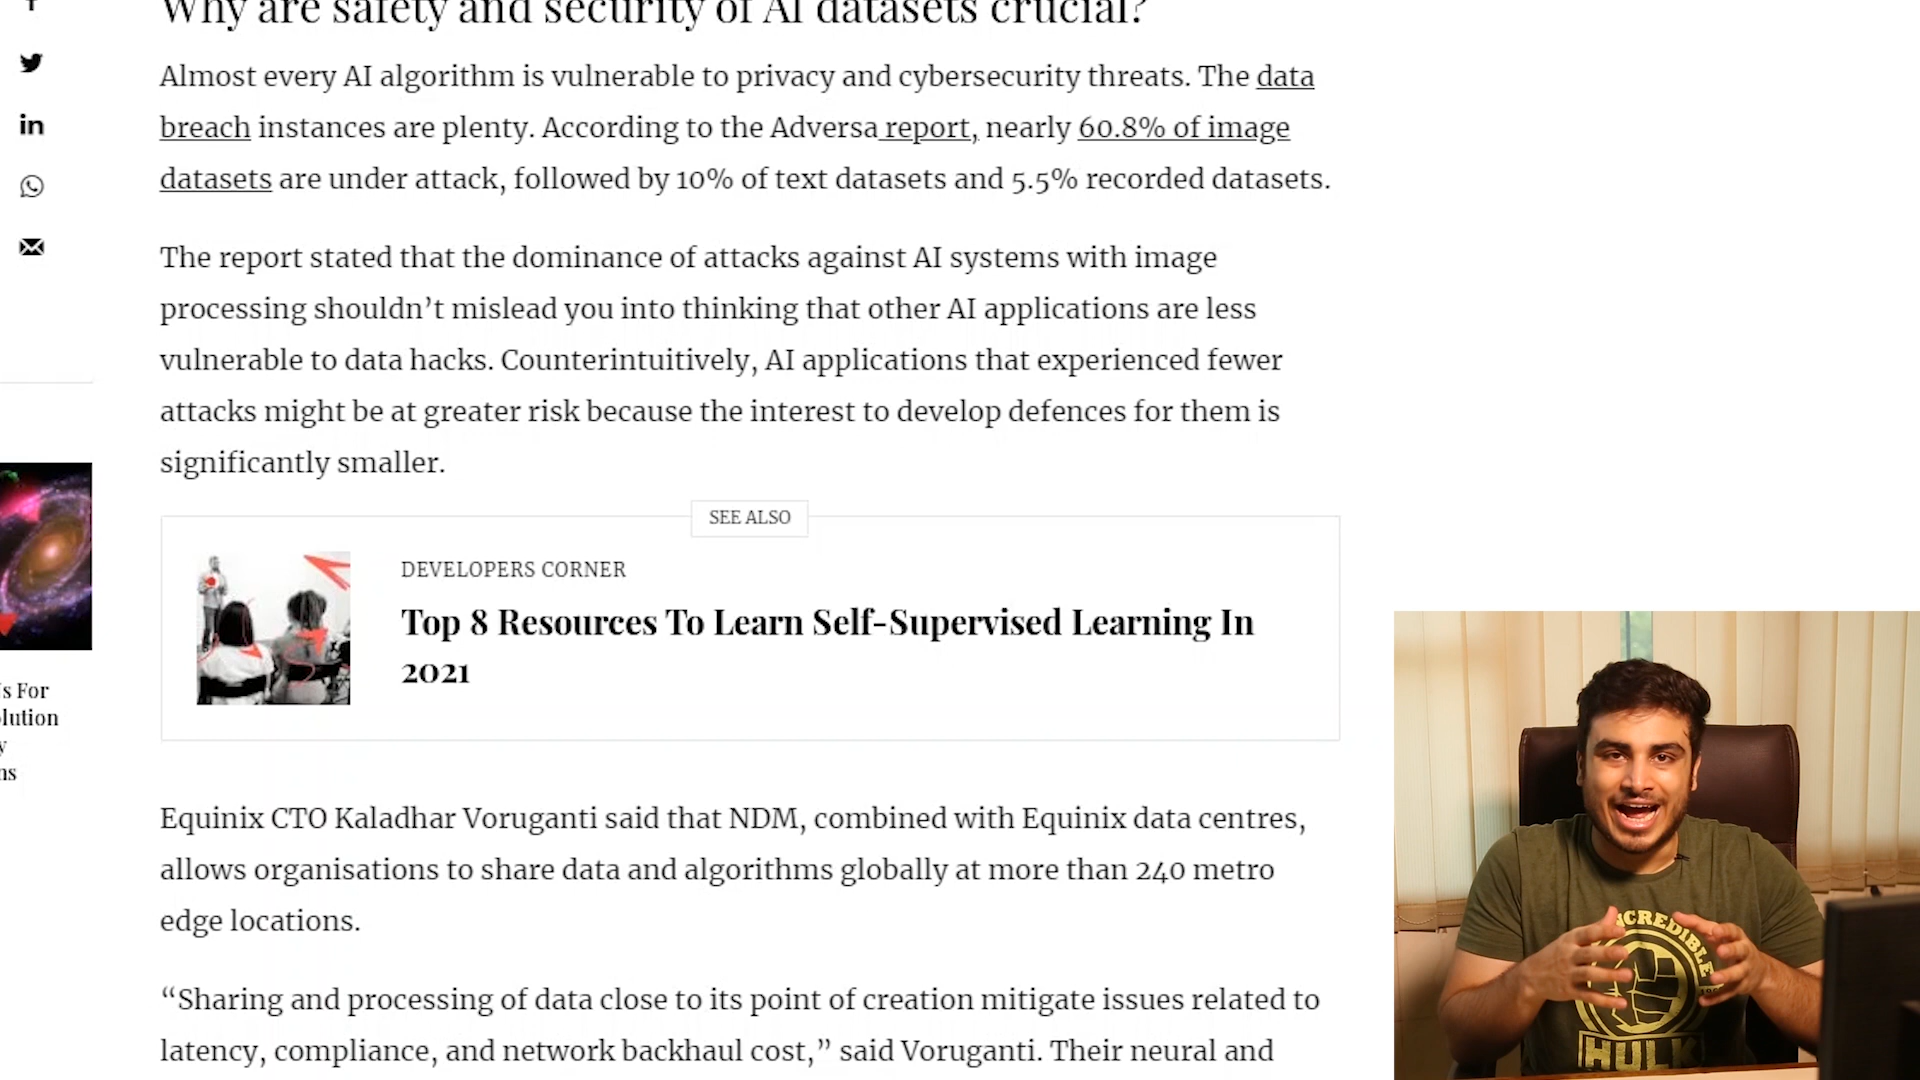 Why are safety and security of AI datasets crucial?
Almost every AI algorithm is vulnerable to privacy and cybersecurity threats. The data
breach instances are plenty. According to the Adversa report, nearly 60.8% of image
datasets are under attack, followed by 10% of text datasets and 5.5% recorded datasets.
The report stated that the dominance of attacks against AI systems with image
processing shouldn’t mislead you into thinking that other AI applications are less
vulnerable to data hacks. Counterintuitively, AI applications that experienced fewer
attacks might be at greater risk because the interest to develop defences for them is
significantly smaller.
SEE ALSO
DEVELOPERS CORNER
Top 8 Resources To Learn Self-Supervised Learning In
2021
s For
lution
y
ns
Equinix CTO Kaladhar Voruganti said that NDM, combined with Equinix data centres,
allows organisations to share data and algorithms globally at more than 240 metro
edge locations.
“Sharing and processing of data close to its point of creation mitigate issues related to
latency, compliance, and network backhaul cost,” said Voruganti. Their neural and
NCREDIBLE
HULK